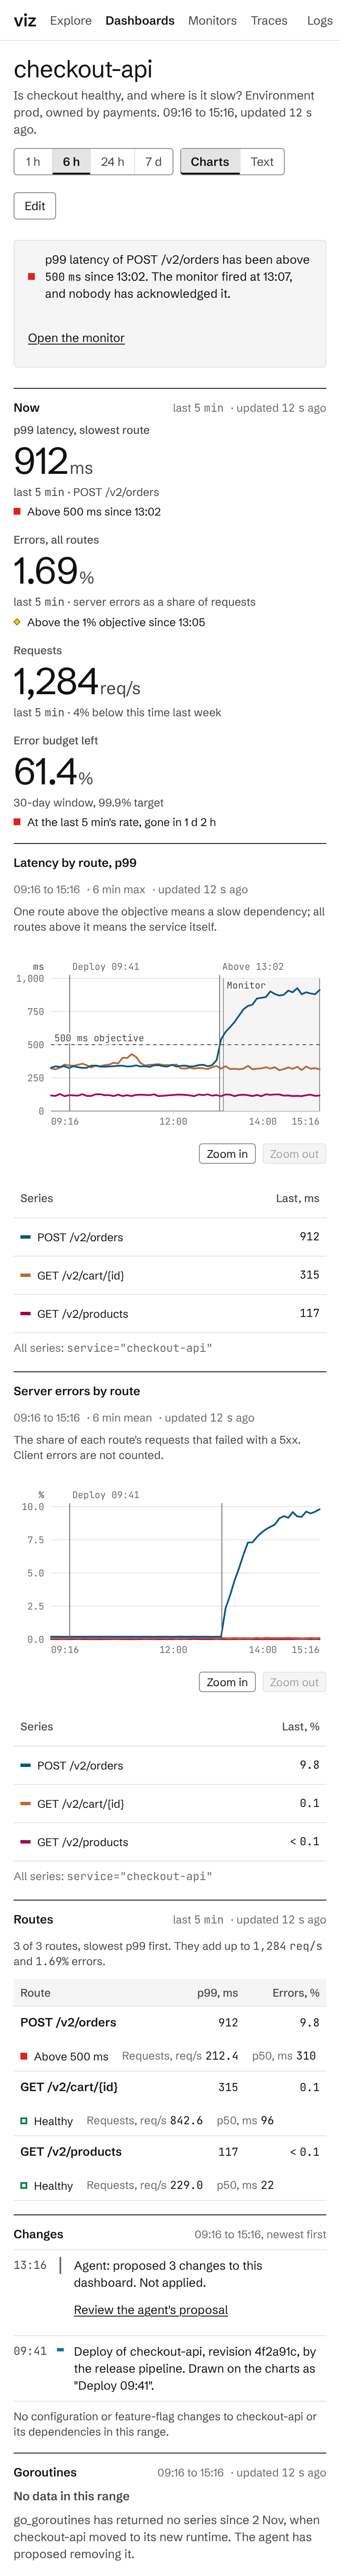 viz Explore Dashboards Monitors Traces Logs
checkout-api
Is checkout healthy, and where is it slow? Environment
prod, owned by payments. 09:16 to 15:16, updated 12 s
ago.
1 h 6 h 24 h 7 d Charts Text
Edit
p99 latency of POST /v2/orders has been above
500 ms since 13:02. The monitor fired at 13:07,
and nobody has acknowledged it.
Open the monitor
Now last 5 min · updated 12 s ago
p99 latency, slowest route
912 ms
last 5 min · POST /v2/orders
Above 500 ms since 13:02
Errors, all routes
1.69 %
last 5 min · server errors as a share of requests
Above the 1% objective since 13:05
Requests
1,284 req/s
last 5 min · 4% below this time last week
Error budget left
61.4 %
30-day window, 99.9% target
At the last 5 min's rate, gone in 1 d 2 h
Latency by route, p99
09:16 to 15:16 · 6 min max · updated 12 s ago
One route above the objective means a slow dependency; all
routes above it means the service itself.
ms Deploy 09:41 Above 13:02
1,000 Monitor
750
500 ms objective
500
250
0
09:16 12:00 14:00 15:16
Zoom in Zoom out
Series Last, ms
POST /v2/orders 912
GET /v2/cart/{id} 315
GET /v2/products 117
All series: service="checkout-api"
Server errors by route
09:16 to 15:16 · 6 min mean · updated 12 s ago
The share of each route's requests that failed with a 5xx.
Client errors are not counted.
% Deploy 09:41
10.0
7.5
5.0
2.5
0.0
09:16 12:00 14:00 15:16
Zoom in Zoom out
Series Last, %
POST /v2/orders 9.8
GET /v2/cart/{id} 0.1
GET /v2/products < 0.1
All series: service="checkout-api"
Routes last 5 min · updated 12 s ago
3 of 3 routes, slowest p99 first. They add up to 1,284 req/s
and 1.69% errors.
Route p99, ms Errors, %
POST /v2/orders 912 9.8
Above 500 ms Requests, req/s 212.4 p50, ms 310
GET /v2/cart/{id} 315 0.1
Healthy Requests, req/s 842.6 p50, ms 96
GET /v2/products 117 < 0.1
Healthy Requests, req/s 229.0 p50, ms 22
Changes 09:16 to 15:16, newest first
13:16 Agent: proposed 3 changes to this
dashboard. Not applied.
Review the agent's proposal
09:41 Deploy of checkout-api, revision 4f2a91c, by
the release pipeline. Drawn on the charts as
"Deploy 09:41".
No configuration or feature-flag changes to checkout-api or
its dependencies in this range.
Goroutines 09:16 to 15:16 · updated 12 s ago
No data in this range
go_goroutines has returned no series since 2 Nov, when
checkout-api moved to its new runtime. The agent has
proposed removing it.